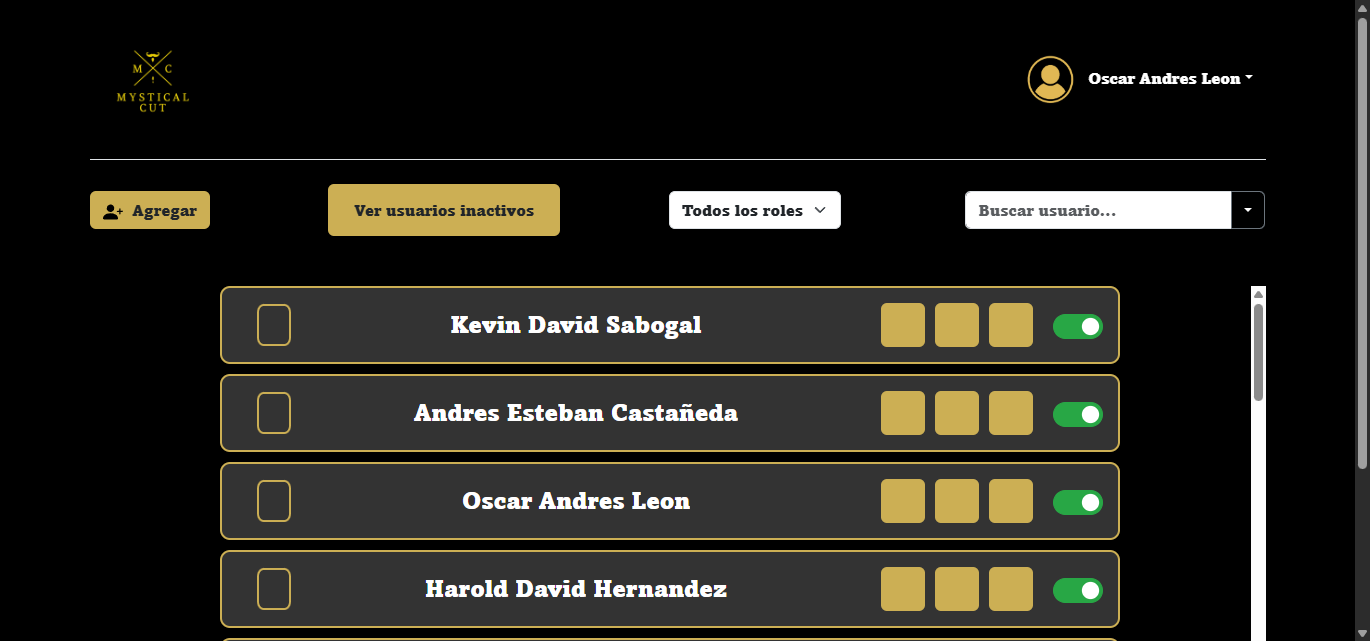 M C
MYSTICAL
CUT
Oscar Andres Leon
Agregar
Ver usuarios inactivos
Todos los roles
Buscar usuario...
Kevin David Sabogal
Andres Esteban Castañeda
Oscar Andres Leon
Harold David Hernandez